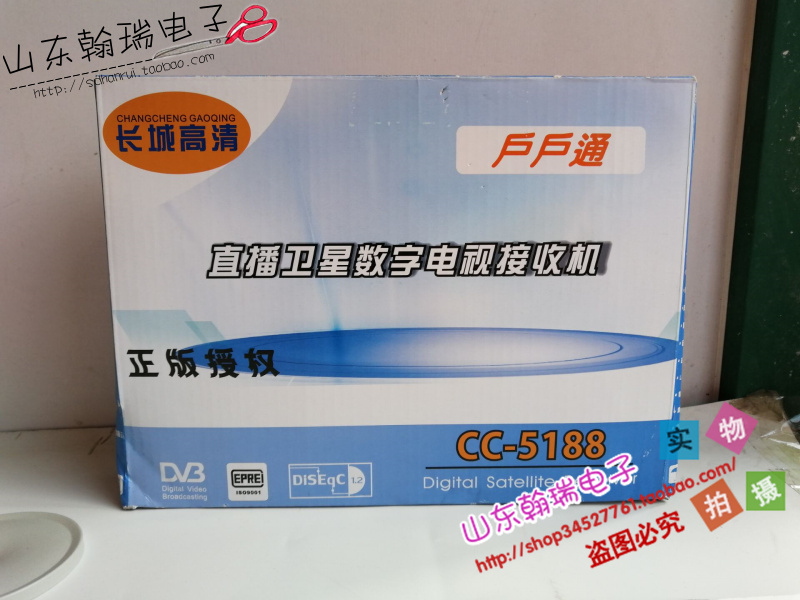 山东翰瑞电子
http://sdhanrui.taobao.com/
CHANGCHENG GAOQING
长城高清
戶戶通
直播卫星数字电视接收机
正版授权
CC-5188
Digital Satellite
DVB
Digital Video
Broadcasting
EPREI
ISO9001
DiSEqC 1.2
实物
拍摄
山东翰瑞电子
http://shop34527761.taobao.com/
盗图必究